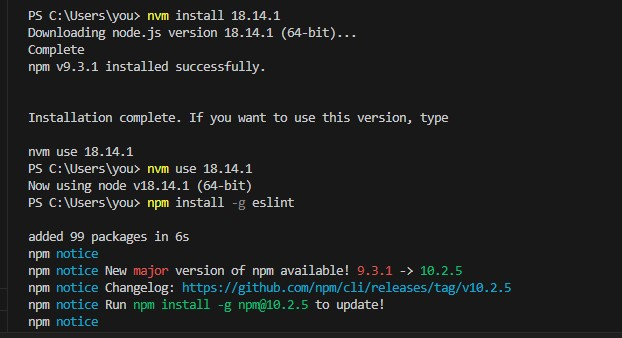 PS C:\Users\you> nvm install 18.14.1
Downloading node.js version 18.14.1 (64-bit)...
Complete
npm v9.3.1 installed successfully.
Installation complete. If you want to use this version, type
nvm use 18.14.1
PS C:\Users\you> nvm use 18.14.1
Now using node v18.14.1 (64-bit)
PS C:\Users\you> npm install -g eslint
added 99 packages in 6s
npm notice
npm notice New major version of npm available! 9.3.1 -> 10.2.5
npm notice Changelog: https://github.com/npm/cli/releases/tag/v10.2.5
npm notice Run npm install -g npm@10.2.5 to update!
npm notice